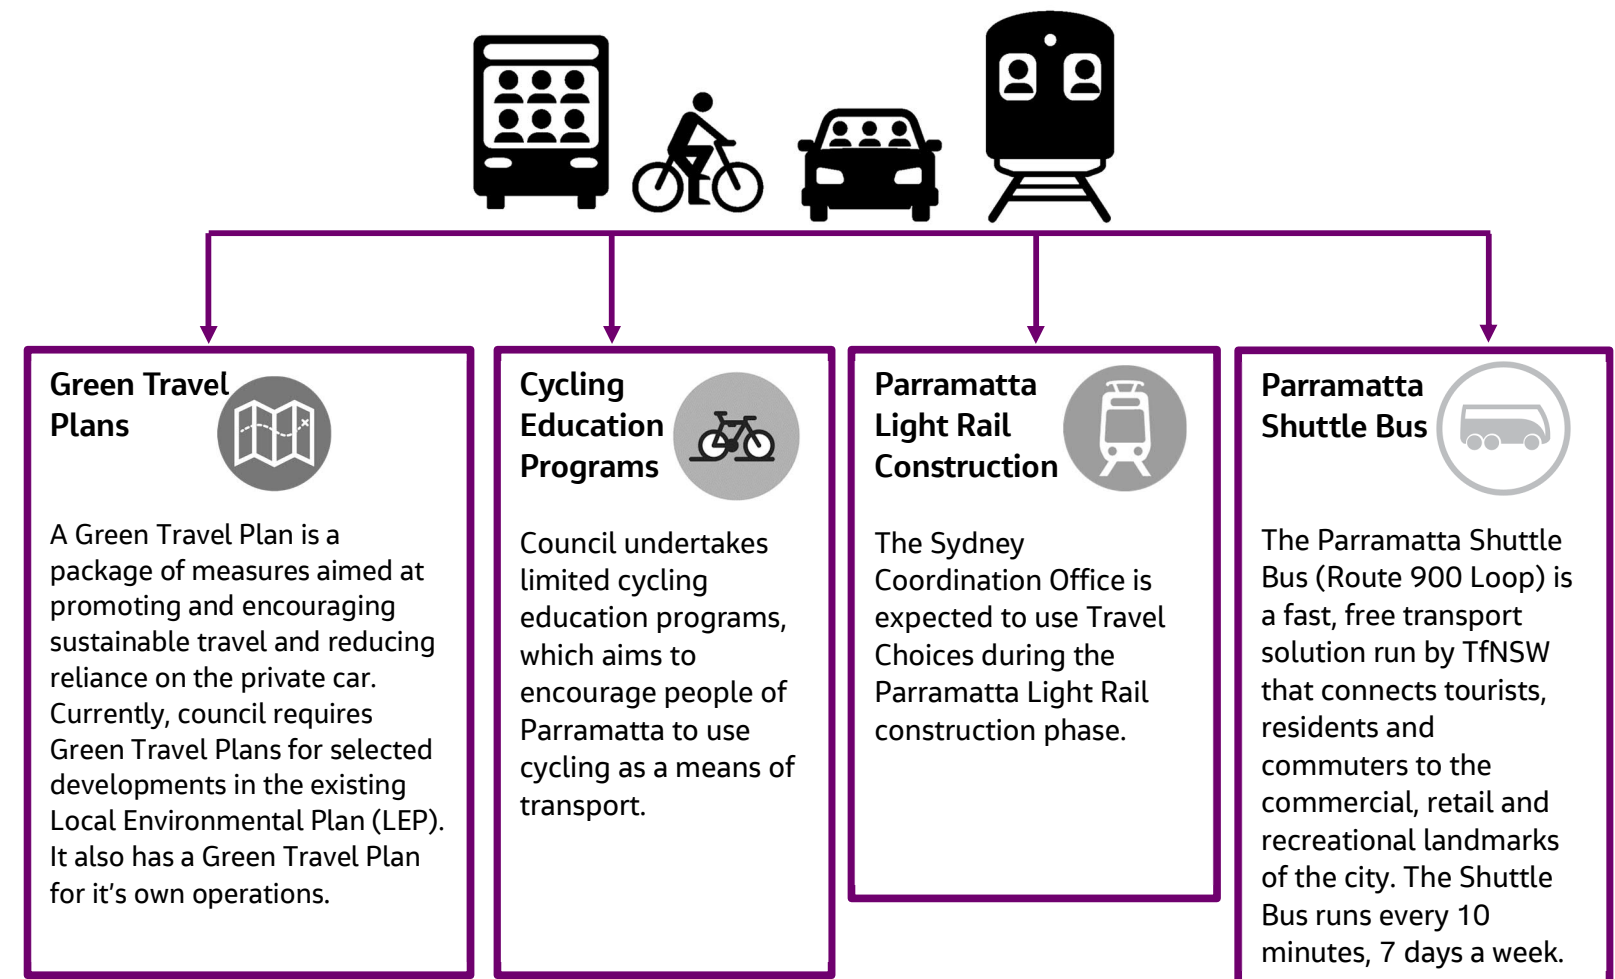 Green Travel
Plans
A Green Travel Plan is a
package of measures aimed at
promoting and encouraging
sustainable travel and reducing
reliance on the private car.
Currently, council requires
Green Travel Plans for selected
developments in the existing
Local Environmental Plan (LEP).
It also has a Green Travel Plan
for it's own operations.
Cycling
Education
Programs
Council undertakes
limited cycling
education programs,
which aims to
encourage people of
Parramatta to use
cycling as a means of
transport.
Parramatta
Light Rail
Construction
The Sydney
Coordination Office is
expected to use Travel
Choices during the
Parramatta Light Rail
construction phase.
Parramatta
Shuttle Bus
The Parramatta Shuttle
Bus (Route 900 Loop) is
a fast, free transport
solution run by TfNSW
that connects tourists,
residents and
commuters to the
commercial, retail and
recreational landmarks
of the city. The Shuttle
Bus runs every 10
minutes, 7 days a week.